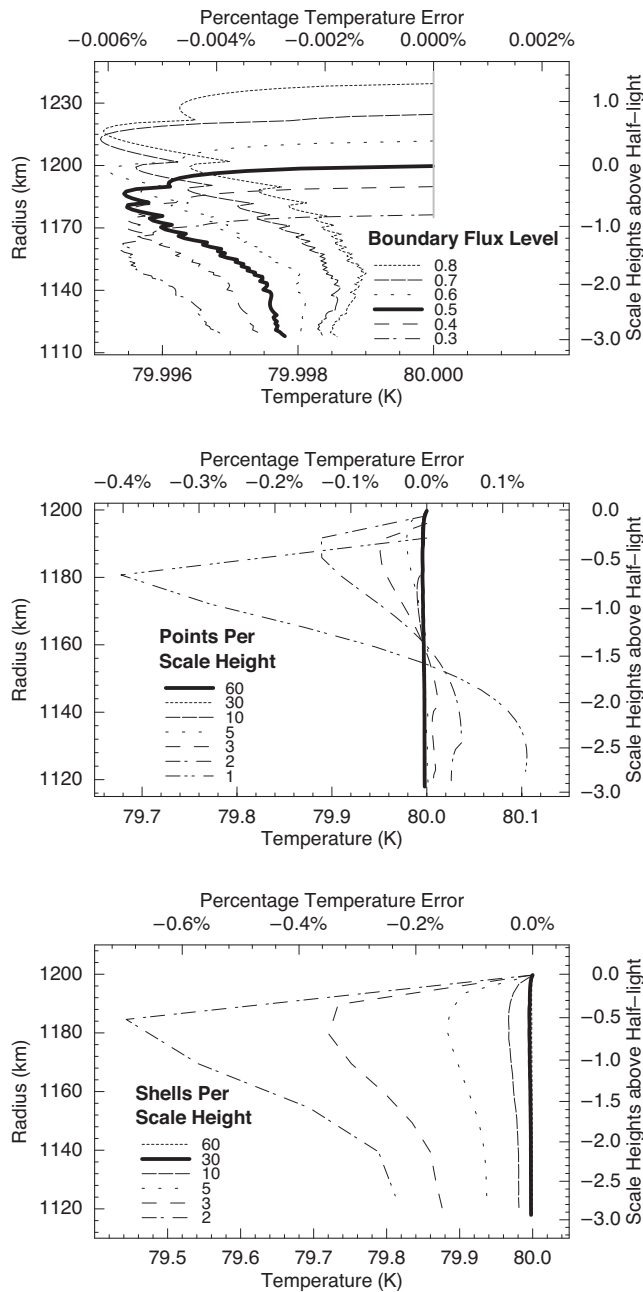 Percentage Temperature Error
−0.006% −0.004% −0.002% 0.000% 0.002%
1230
1200
1170
1140
1110
Radius (km)
1.0
0.0
−1.0
−2.0
−3.0
Scale Heights above Half−light
Boundary Flux Level
0.8
0.7
0.6
0.5
0.4
0.3
79.996 79.998 80.000
Temperature (K)
Percentage Temperature Error
−0.4% −0.3% −0.2% −0.1% 0.0% 0.1%
1200
1180
1160
1140
1120
Radius (km)
0.0
−0.5
−1.0
−1.5
−2.0
−2.5
−3.0
Scale Heights above Half−light
Points Per
Scale Height
60
30
10
5
3
2
1
79.7 79.8 79.9 80.0 80.1
Temperature (K)
Percentage Temperature Error
−0.6% −0.4% −0.2% 0.0%
1200
1180
1160
1140
1120
Radius (km)
0.0
−0.5
−1.0
−1.5
−2.0
−2.5
−3.0
Scale Heights above Half−light
Shells Per
Scale Height
60
30
10
5
3
2
79.5 79.6 79.7 79.8 79.9 80.0
Temperature (K)